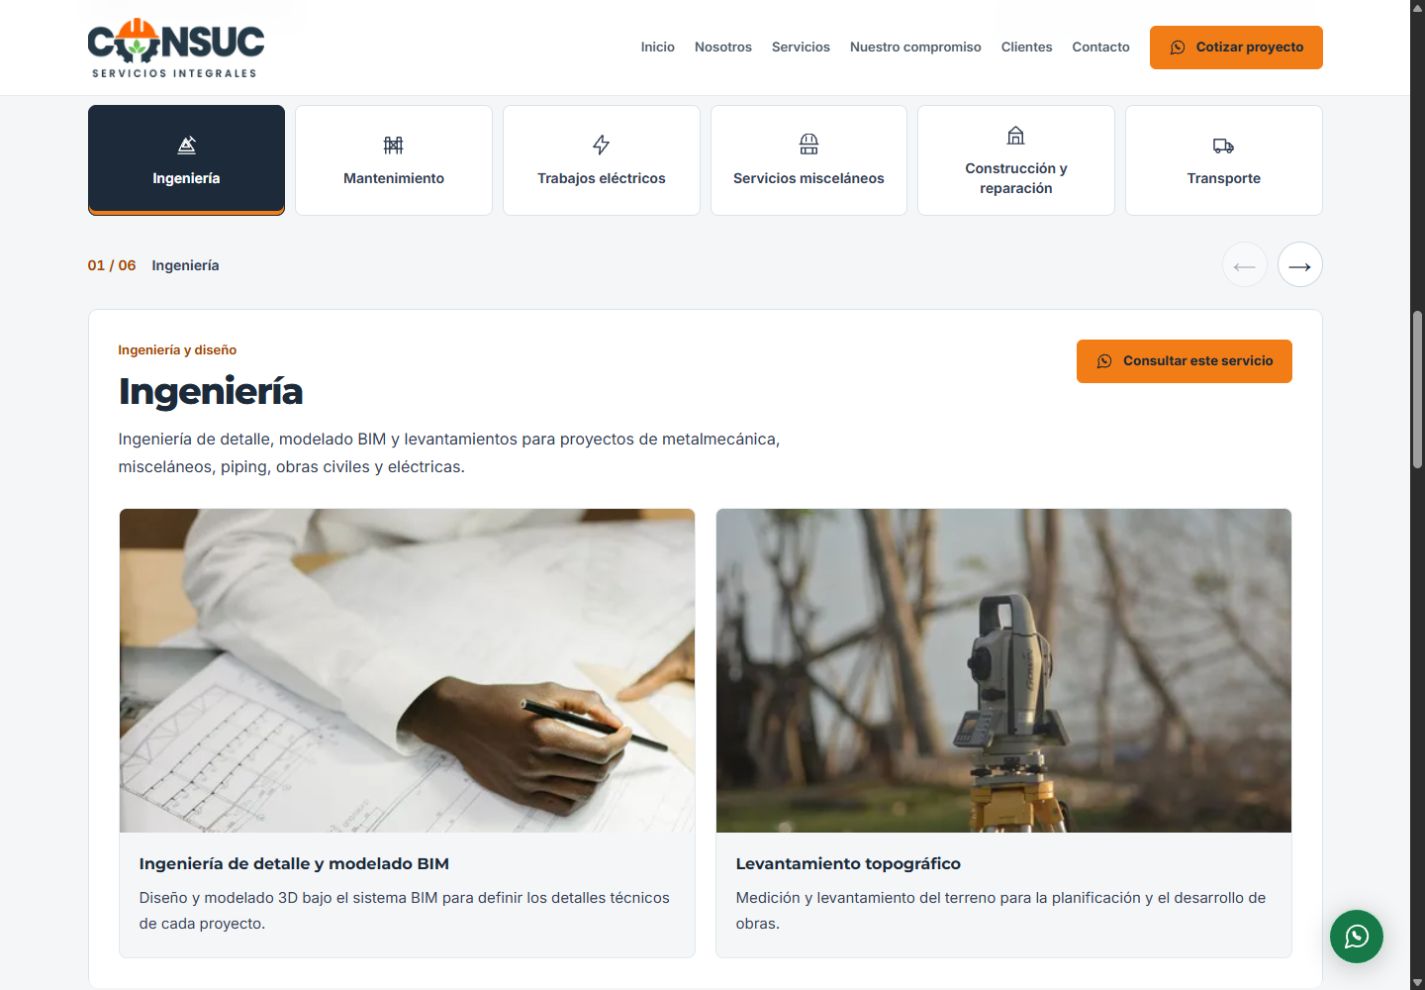 CONSUC
SERVICIOS INTEGRALES
Inicio
Nosotros
Servicios
Nuestro compromiso
Clientes
Contacto
Cotizar proyecto
Ingeniería
Mantenimiento
Trabajos eléctricos
Servicios misceláneos
Construcción y
reparación
Transporte
01 / 06 Ingeniería
← →
Ingeniería y diseño
Consultar este servicio
Ingeniería
Ingeniería de detalle, modelado BIM y levantamientos para proyectos de metalmecánica,
misceláneos, piping, obras civiles y eléctricas.
Ingeniería de detalle y modelado BIM
Diseño y modelado 3D bajo el sistema BIM para definir los detalles técnicos
de cada proyecto.
Levantamiento topográfico
Medición y levantamiento del terreno para la planificación y el desarrollo de
obras.